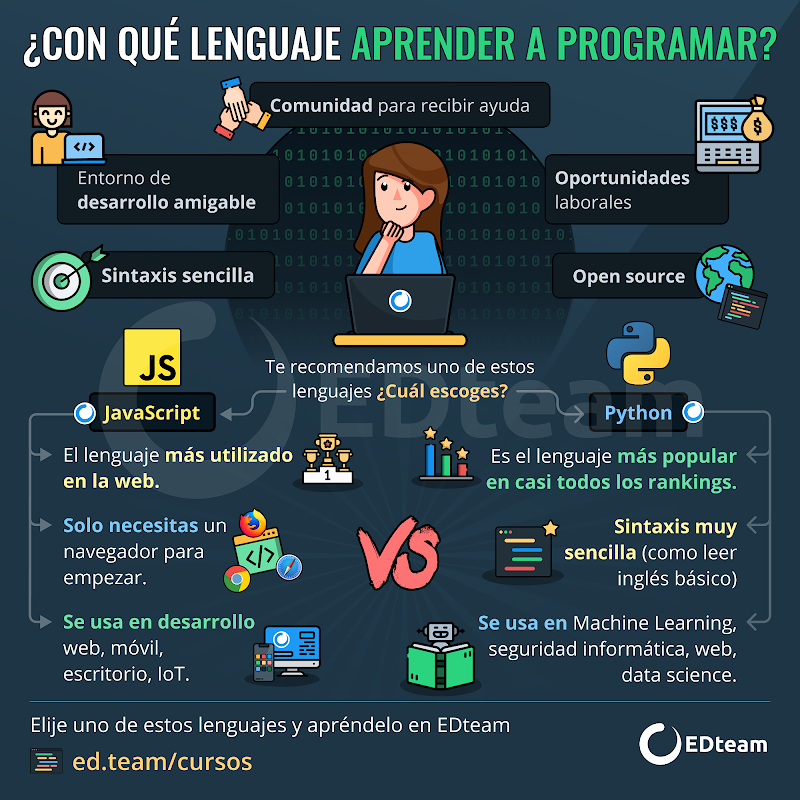 ¿CON QUÉ LENGUAJE APRENDER A PROGRAMAR?
Comunidad para recibir ayuda
</>
$$$
$
Entorno de
desarrollo amigable
Oportunidades
laborales
Sintaxis sencilla
Open source
JS
Te recomendamos uno de estos
lenguajes ¿Cuál escoges?
JavaScript
Python
El lenguaje más utilizado
en la web.
1
Es el lenguaje más popular
en casi todos los rankings.
Solo necesitas un
navegador para
empezar.
</>
VS
Sintaxis muy
sencilla (como leer
inglés básico)
Se usa en desarrollo
web, móvil,
escritorio, IoT.
Se usa en Machine Learning,
seguridad informática, web,
data science.
Elije uno de estos lenguajes y apréndelo en EDteam
ed.team/cursos
EDteam
EDteam